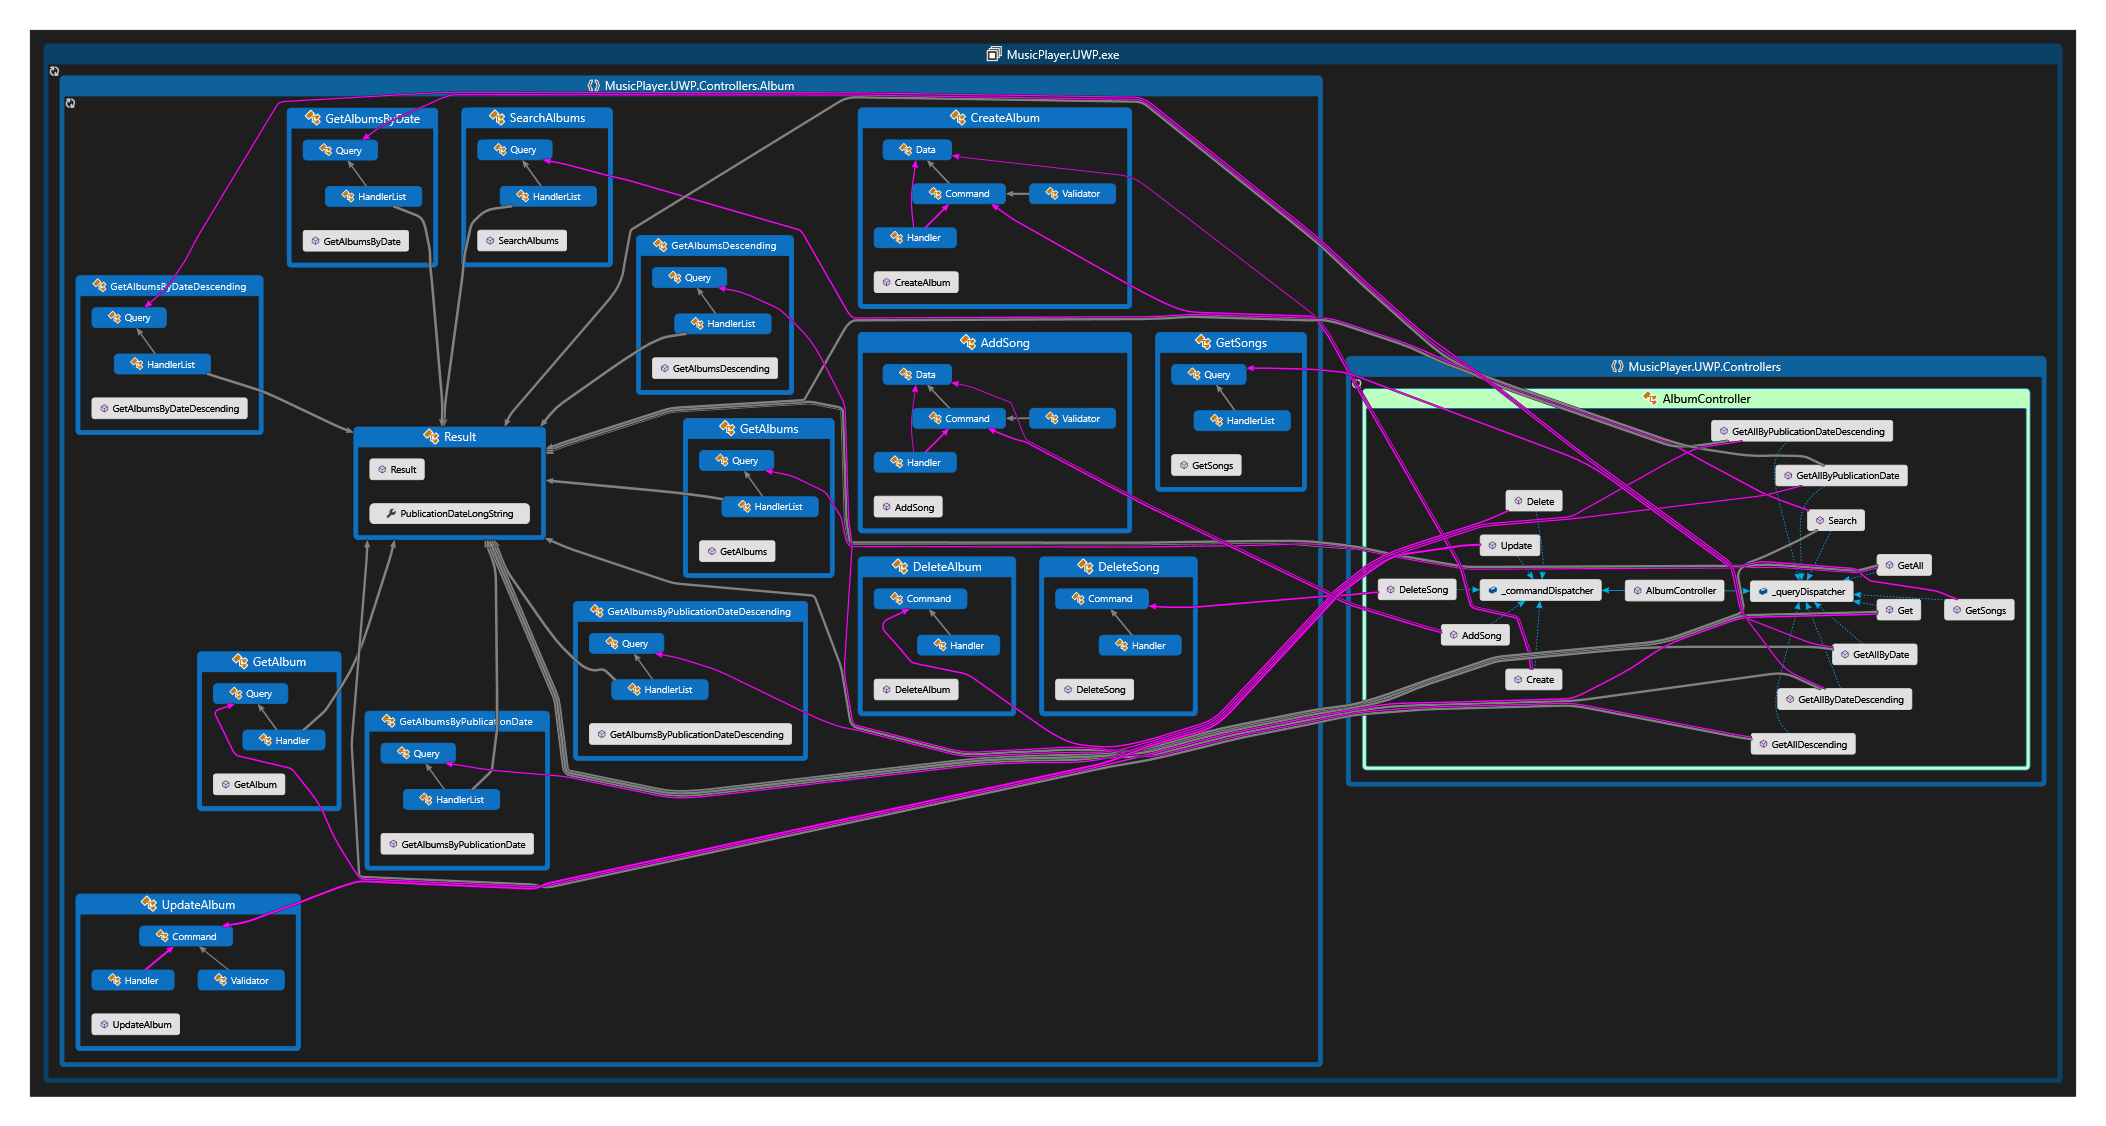 MusicPlayer.UWP.exe
MusicPlayer.UWP.Controllers.Album
GetAlbumsByDate
Query
HandlerList
GetAlbumsByDate
SearchAlbums
Query
HandlerList
SearchAlbums
CreateAlbum
Data
Command
Validator
Handler
CreateAlbum
GetAlbumsDescending
Query
HandlerList
GetAlbumsDescending
GetAlbumsByDateDescending
Query
HandlerList
GetAlbumsByDateDescending
AddSong
Data
Command
Validator
Handler
AddSong
GetSongs
Query
HandlerList
GetSongs
Result
Result
PublicationDateLongString
GetAlbums
Query
HandlerList
GetAlbums
DeleteAlbum
Command
Handler
DeleteAlbum
DeleteSong
Command
Handler
DeleteSong
GetAlbumsByPublicationDateDescending
Query
HandlerList
GetAlbumsByPublicationDateDescending
GetAlbum
Query
Handler
GetAlbum
GetAlbumsByPublicationDate
Query
HandlerList
GetAlbumsByPublicationDate
UpdateAlbum
Command
Handler
Validator
UpdateAlbum
MusicPlayer.UWP.Controllers
AlbumController
GetAllByPublicationDateDescending
GetAllByPublicationDate
Delete
Search
Update
GetAll
DeleteSong
_commandDispatcher
AlbumController
_queryDispatcher
Get
GetSongs
AddSong
GetAllByDate
Create
GetAllByDateDescending
GetAllDescending